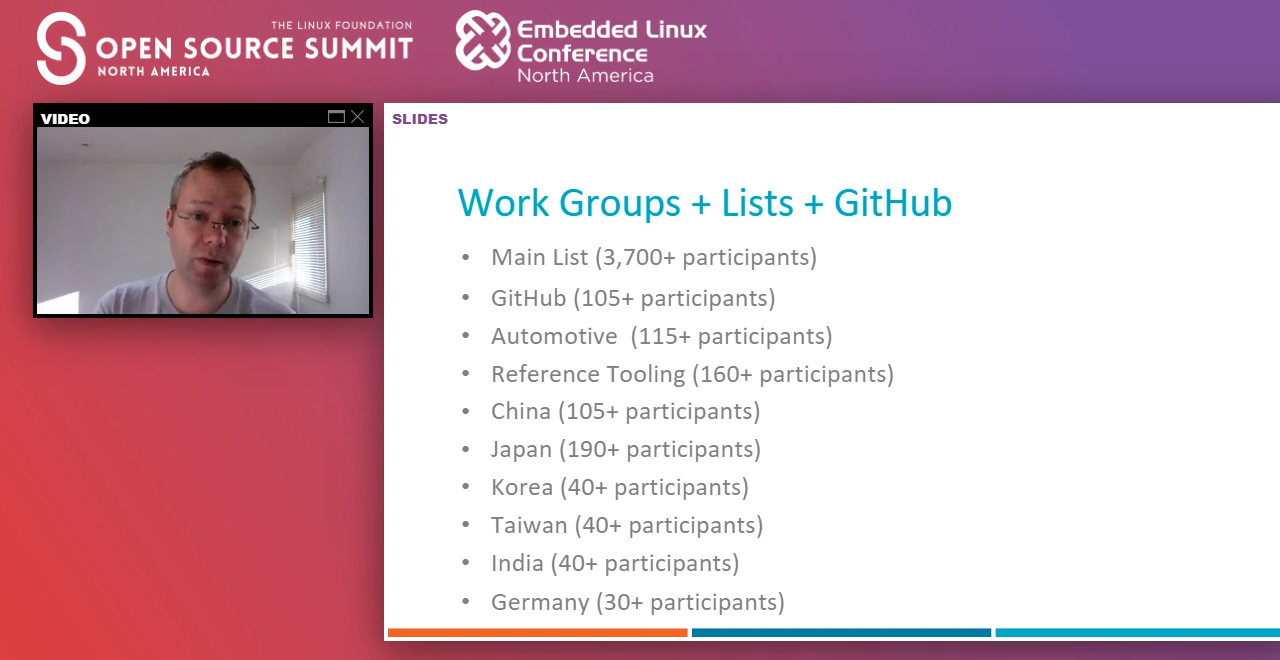 THE LINUX FOUNDATION
OPEN SOURCE SUMMIT
NORTH AMERICA
Embedded Linux
Conference
North America
VIDEO
SLIDES
Work Groups + Lists + GitHub
• Main List (3,700+ participants)
• GitHub (105+ participants)
• Automotive (115+ participants)
• Reference Tooling (160+ participants)
• China (105+ participants)
• Japan (190+ participants)
• Korea (40+ participants)
• Taiwan (40+ participants)
• India (40+ participants)
• Germany (30+ participants)